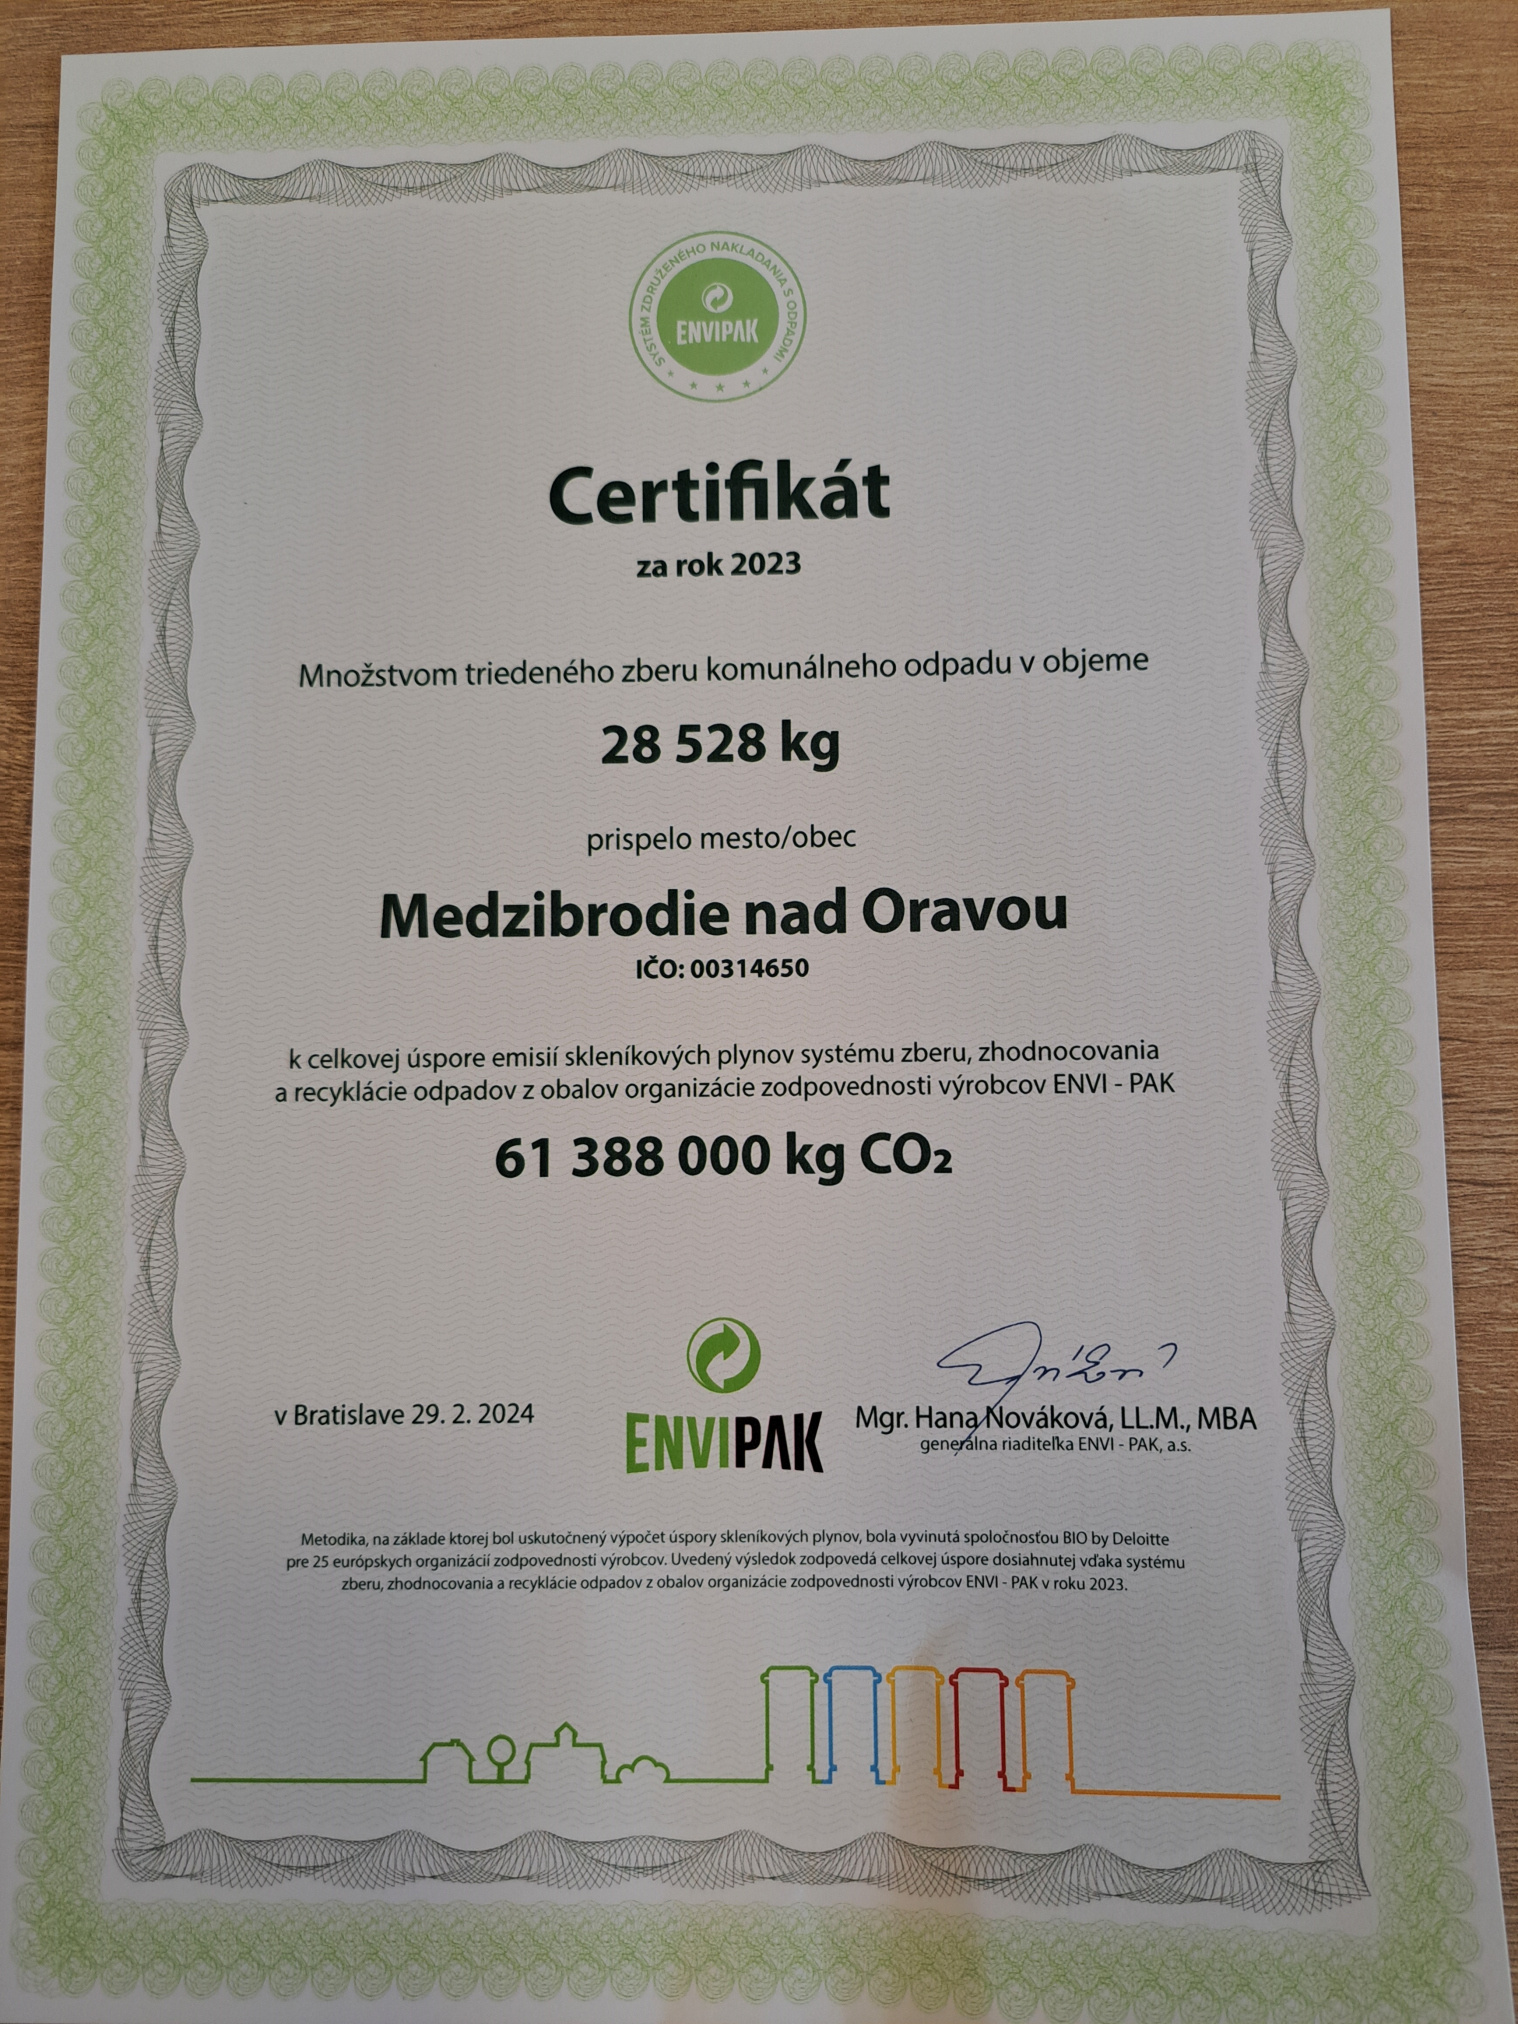 SYSTÉM ZDRUŽENÉHO NAKLADANIA S ODPADMI
ENVIPAK
Certifikát
za rok 2023
Množstvom triedeného zberu komunálneho odpadu v objeme
28 528 kg
prispelo mesto/obec
Medzibrodie nad Oravou
IČO: 00314650
k celkovej úspore emisií skleníkových plynov systému zberu, zhodnocovania
a recyklácie odpadov z obalov organizácie zodpovednosti výrobcov ENVI - PAK
61 388 000 kg CO₂
v Bratislave 29. 2. 2024
ENVIPAK
Mgr. Hana Nováková, LL.M., MBA
generálna riaditeľka ENVI - PAK, a.s.
Metodika, na základe ktorej bol uskutočnený výpočet úspory skleníkových plynov, bola vyvinutá spoločnosťou BIO by Deloitte
pre 25 európskych organizácií zodpovednosti výrobcov. Uvedený výsledok zodpovedá celkovej úspore dosiahnutej vďaka systému
zberu, zhodnocovania a recyklácie odpadov z obalov organizácie zodpovednosti výrobcov ENVI - PAK v roku 2023.